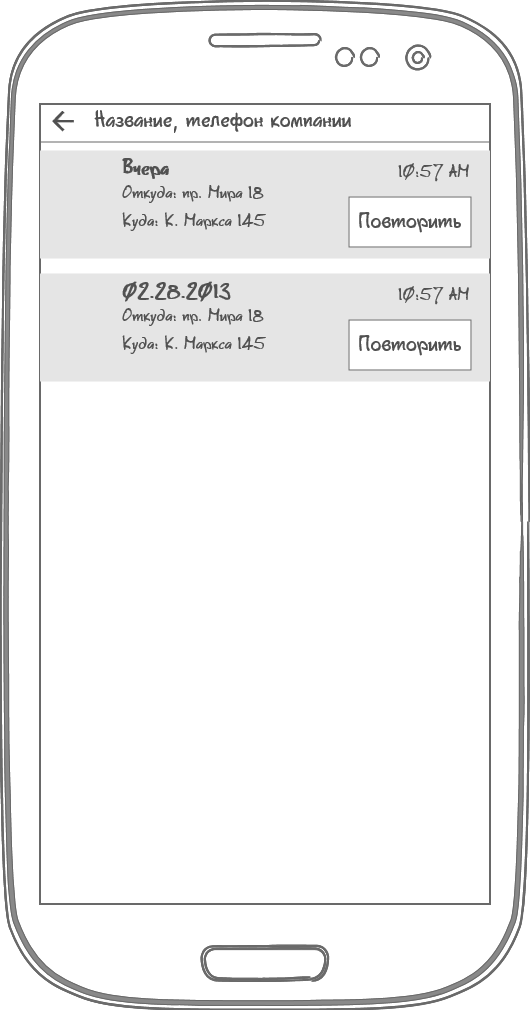 Название, телефон компании
Вчера 10:57 AM
Откуда: пр. Мира 18
Куда: К. Маркса 145
Повторить
02.28.2013 10:57 AM
Откуда: пр. Мира 18
Куда: К. Маркса 145
Повторить